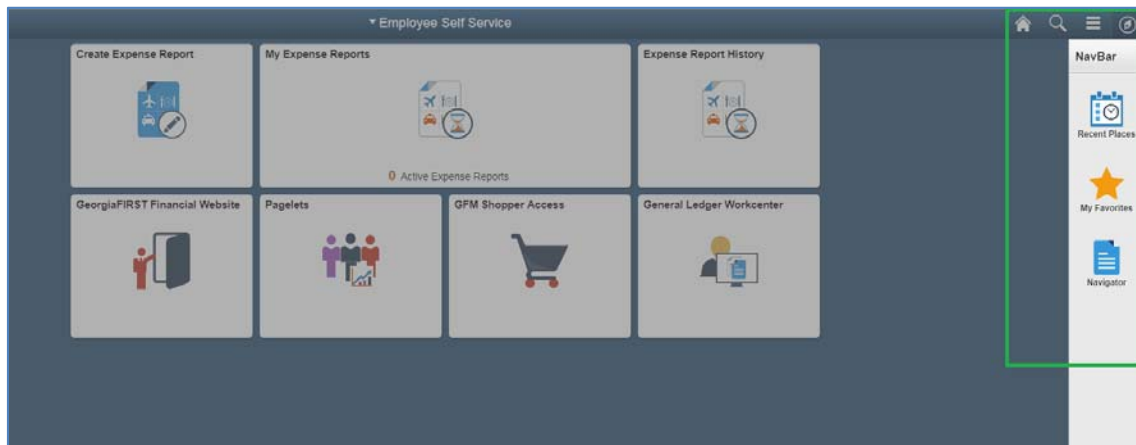 Employee Self Service
NavBar
Create Expense Report
My Expense Reports
Expense Report History
0 Active Expense Reports
Recent Places
My Favorites
GeorgiaFIRST Financial Website
Pagelets
GFM Shopper Access
General Ledger Workcenter
Navigator